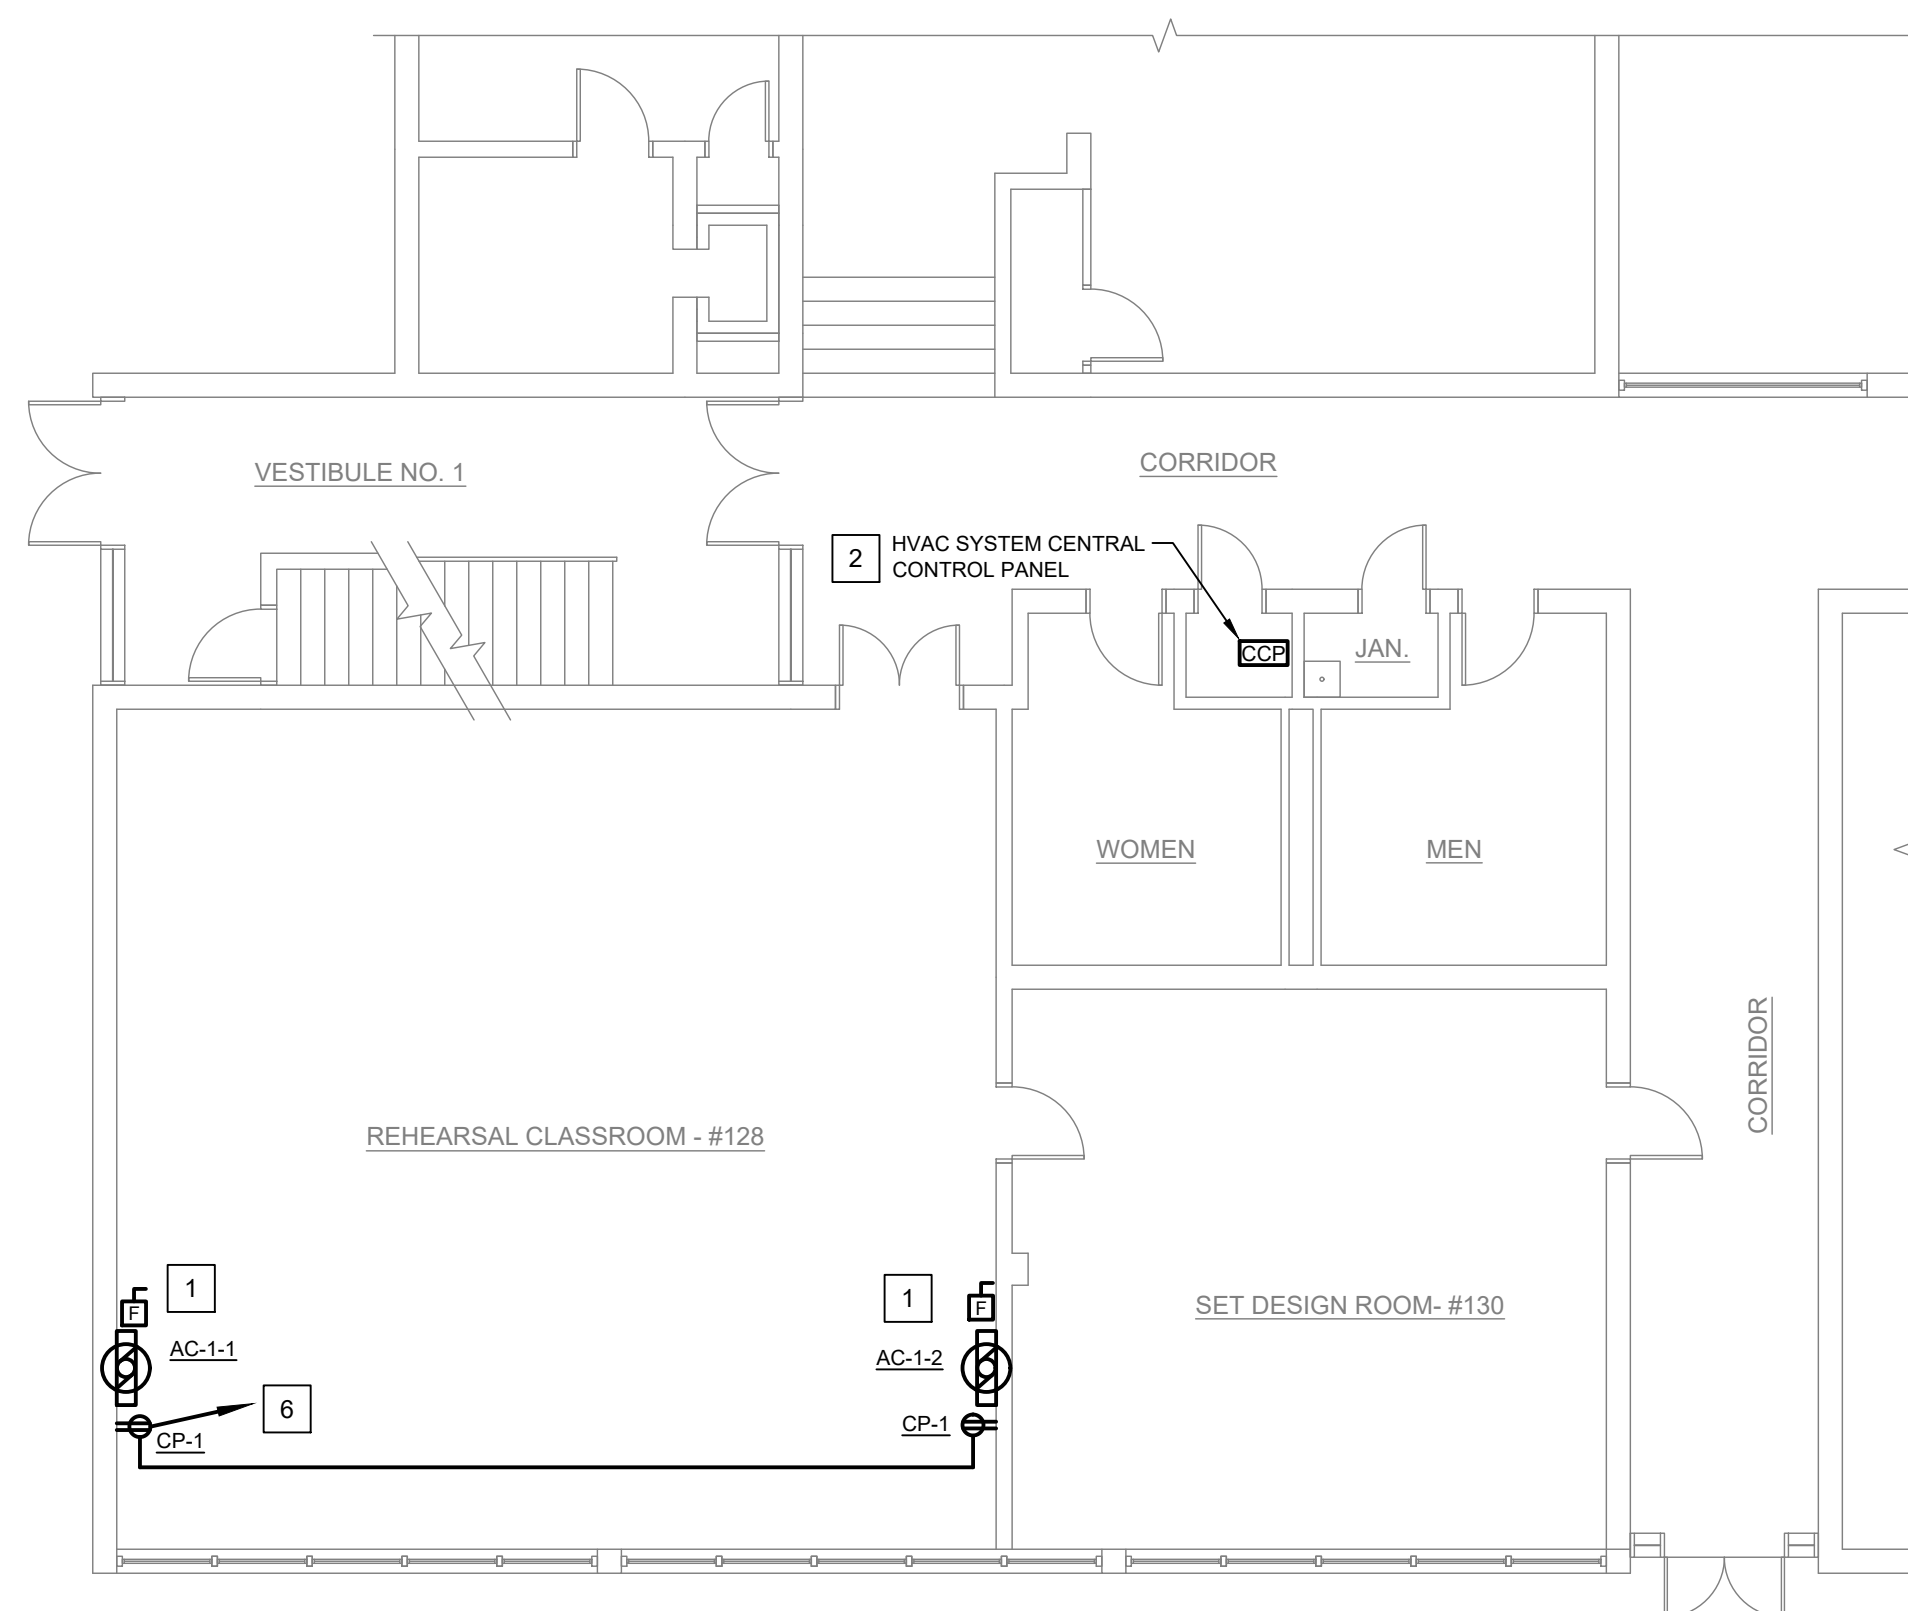 VESTIBULE NO. 1
CORRIDOR
2
HVAC SYSTEM CENTRAL
CONTROL PANEL
CCP
JAN.
WOMEN
MEN
CORRIDOR
REHEARSAL CLASSROOM - #128
SET DESIGN ROOM- #130
F
1
AC-1-1
6
CP-1
1
F
AC-1-2
CP-1